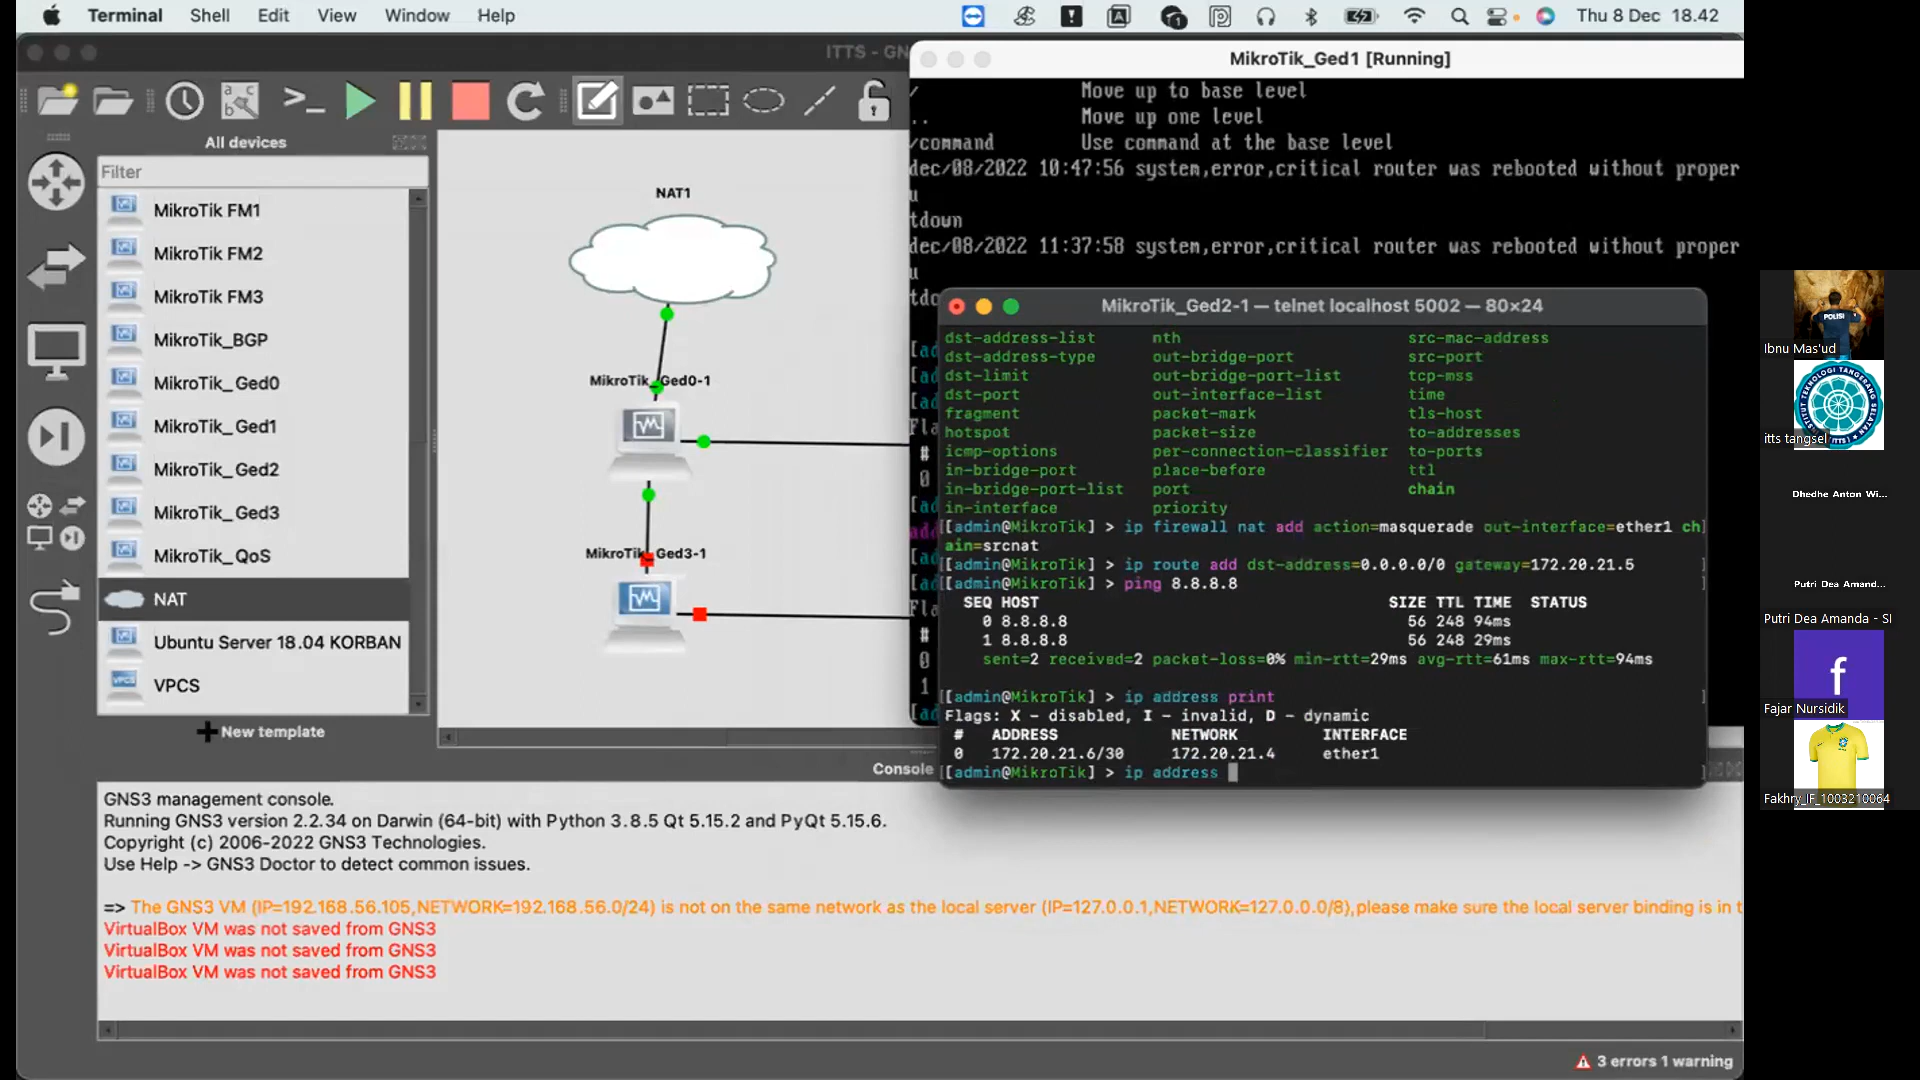 Terminal Shell Edit View Window Help
Thu 8 Dec 18.42
ITTS - GN
All devices
Filter
MikroTik FM1
MikroTik FM2
MikroTik FM3
MikroTik_BGP
MikroTik_Ged0
MikroTik_Ged1
MikroTik_Ged2
MikroTik_Ged3
MikroTik_QoS
NAT
Ubuntu Server 18.04 KORBAN
VPCS
New template
NAT1
MikroTik_Ged0-1
MikroTik_Ged3-1
MikroTik_Ged1 [Running]
/ Move up to base level
.. Move up one level
/command Use command at the base level
dec/08/2022 10:47:56 system,error,critical router was rebooted without proper
u
tdown
dec/08/2022 11:37:58 system,error,critical router was rebooted without proper
u
MikroTik_Ged2-1 — telnet localhost 5002 — 80×24
dst-address-list nth src-mac-address
dst-address-type out-bridge-port src-port
dst-limit out-bridge-port-list tcp-mss
dst-port out-interface-list time
fragment packet-mark tls-host
hotspot packet-size to-addresses
icmp-options per-connection-classifier to-ports
in-bridge-port place-before ttl
in-bridge-port-list port chain
in-interface priority
[[admin@MikroTik] > ip firewall nat add action=masquerade out-interface=ether1 ch]
ain=srcnat
[[admin@MikroTik] > ip route add dst-address=0.0.0.0/0 gateway=172.20.21.5 ]
[[admin@MikroTik] > ping 8.8.8.8 ]
SEQ HOST SIZE TTL TIME STATUS
0 8.8.8.8 56 248 94ms
1 8.8.8.8 56 248 29ms
sent=2 received=2 packet-loss=0% min-rtt=29ms avg-rtt=61ms max-rtt=94ms
[[admin@MikroTik] > ip address print ]
Flags: X - disabled, I - invalid, D - dynamic
# ADDRESS NETWORK INTERFACE
0 172.20.21.6/30 172.20.21.4 ether1
[[admin@MikroTik] > ip address ]
Console
GNS3 management console.
Running GNS3 version 2.2.34 on Darwin (64-bit) with Python 3.8.5 Qt 5.15.2 and PyQt 5.15.6.
Copyright (c) 2006-2022 GNS3 Technologies.
Use Help -> GNS3 Doctor to detect common issues.
=> The GNS3 VM (IP=192.168.56.105,NETWORK=192.168.56.0/24) is not on the same network as the local server (IP=127.0.0.1,NETWORK=127.0.0.0/8),please make sure the local server binding is in t
VirtualBox VM was not saved from GNS3
VirtualBox VM was not saved from GNS3
VirtualBox VM was not saved from GNS3
3 errors 1 warning
POLISI
Ibnu Mas'ud
INSTITUT TEKNOLOGI TANGERANG SELATAN
itts tangsel
Dhedhe Anton Wi...
Putri Dea Amand...
Putri Dea Amanda - SI
f
Fajar Nursidik
Fakhry_IF_1003210064